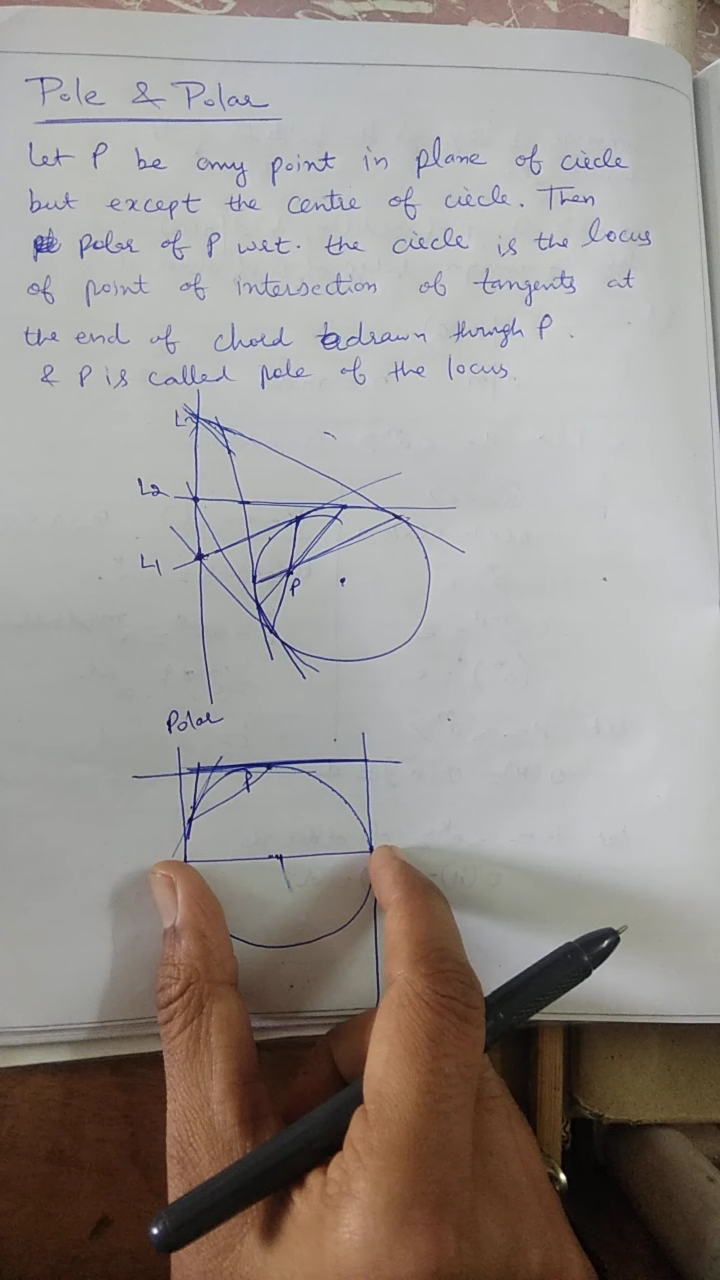 Pole & Polar
Let P be any point in plane of circle
but except the centre of circle. Then
polar of P wrt. the circle is the locus
of point of intersection of tangents at
the end of chord drawn through P.
& P is called pole of the locus.
L2
L1
P
Polar
P